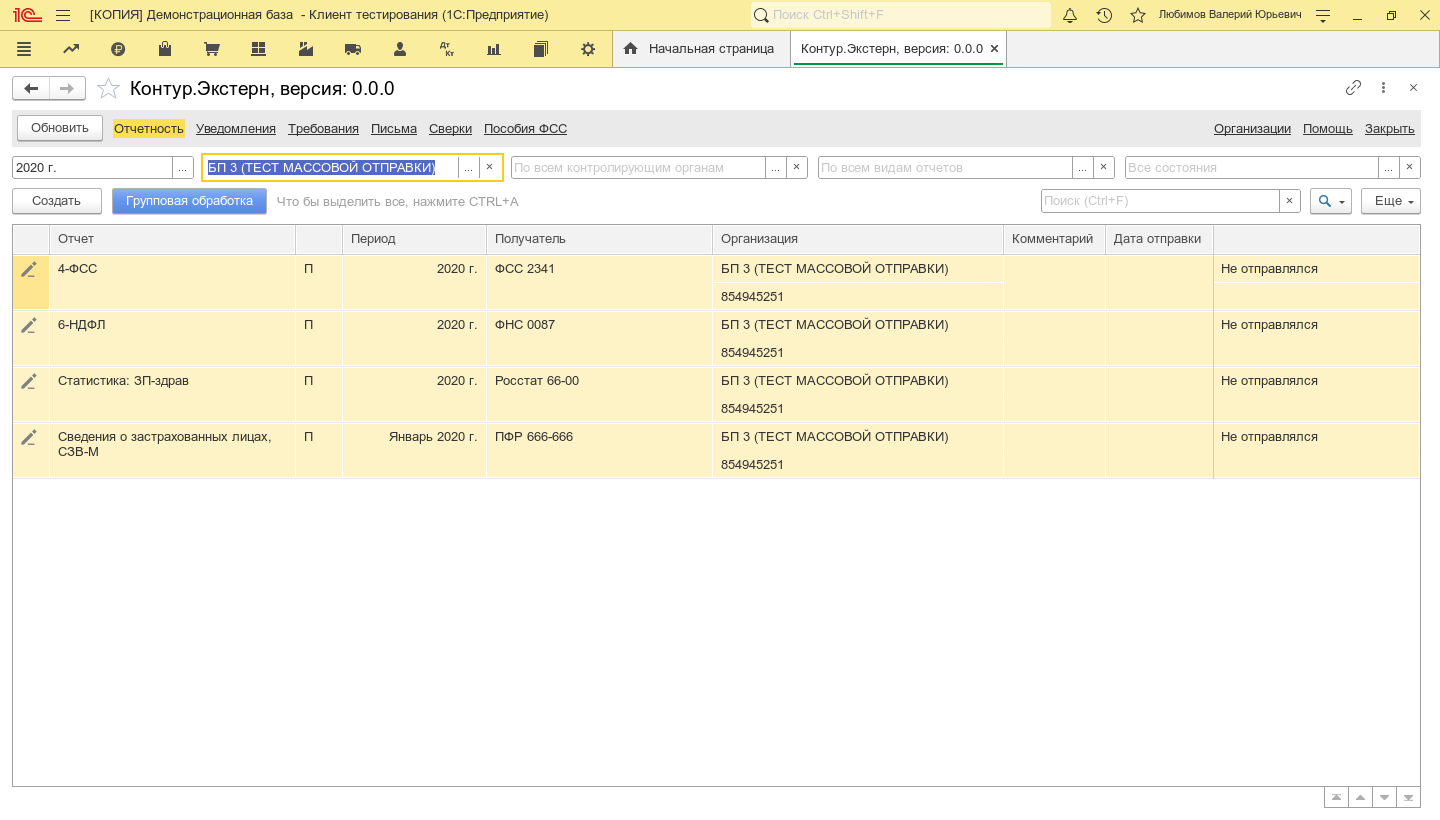 [КОПИЯ] Демонстрационная база - Клиент тестирования (1С:Предприятие)
Поиск Ctrl+Shift+F
Любимов Валерий Юрьевич
Дт
Кт
Начальная страница
Контур.Экстерн, версия: 0.0.0 ×
Контур.Экстерн, версия: 0.0.0
Обновить Отчетность Уведомления Требования Письма Сверки Пособия ФСС Организации Помощь Закрыть
2020 г. ... БП 3 (ТЕСТ МАССОВОЙ ОТПРАВКИ) ... × По всем контролирующим органам ... × По всем видам отчетов ... × Все состояния ... ×
Создать Групповая обработка Что бы выделить все, нажмите CTRL+A Поиск (Ctrl+F) × Еще
Отчет Период Получатель Организация Комментарий Дата отправки
4-ФСС П 2020 г. ФСС 2341 БП 3 (ТЕСТ МАССОВОЙ ОТПРАВКИ) Не отправлялся
854945251
6-НДФЛ П 2020 г. ФНС 0087 БП 3 (ТЕСТ МАССОВОЙ ОТПРАВКИ) Не отправлялся
854945251
Статистика: ЗП-здрав П 2020 г. Росстат 66-00 БП 3 (ТЕСТ МАССОВОЙ ОТПРАВКИ) Не отправлялся
854945251
Сведения о застрахованных лицах, П Январь 2020 г. ПФР 666-666 БП 3 (ТЕСТ МАССОВОЙ ОТПРАВКИ) Не отправлялся
СЗВ-М
854945251